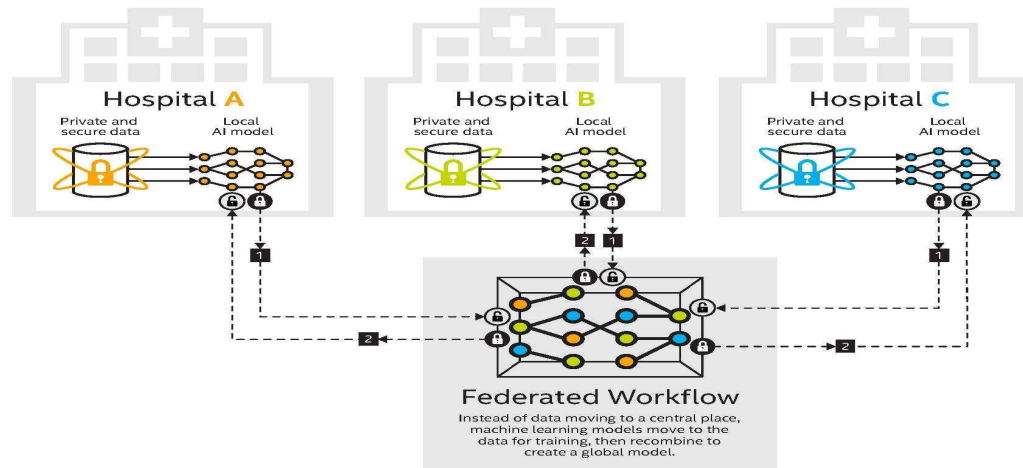 Hospital A
Private and
secure data
Local
AI model
Hospital B
Private and
secure data
Local
AI model
Hospital C
Private and
secure data
Local
AI model
1
2
2
1
1
2
Federated Workflow
Instead of data moving to a central place,
machine learning models move to the
data for training, then recombine to
create a global model.